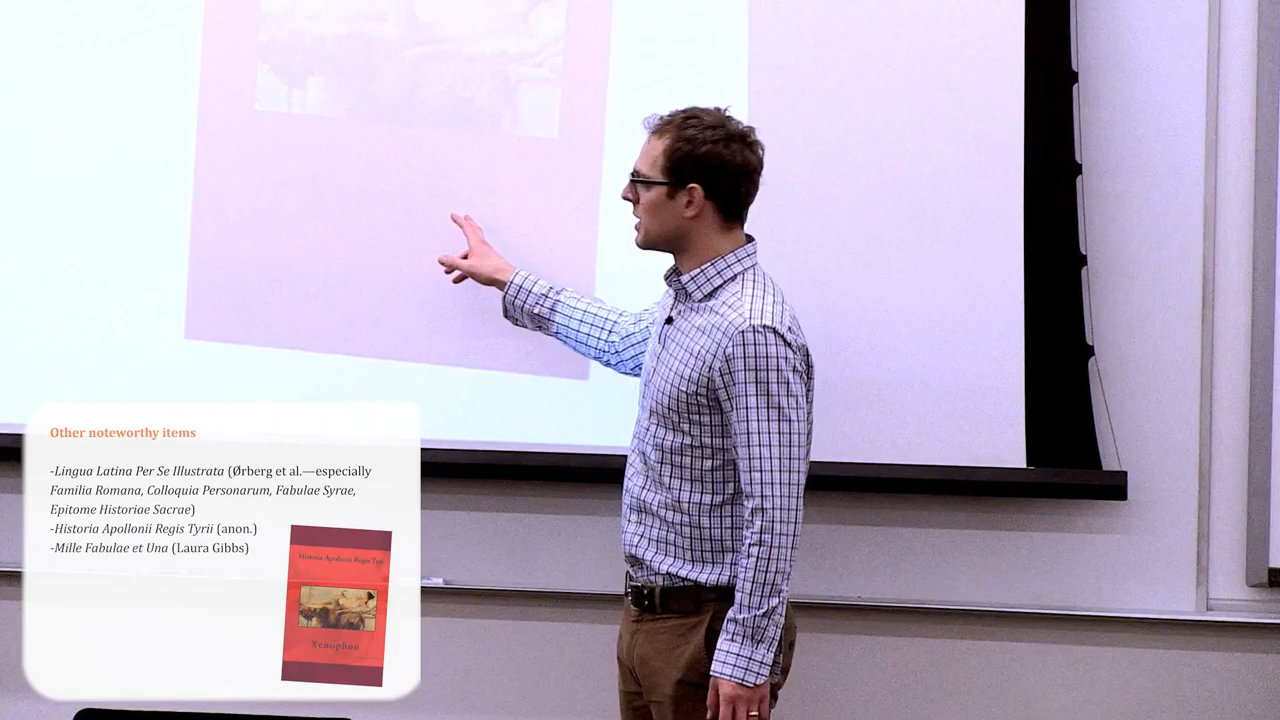 Other noteworthy items
-Lingua Latina Per Se Illustrata (Ørberg et al.—especially
Familia Romana, Colloquia Personarum, Fabulae Syrae,
Epitome Historiae Sacrae)
-Historia Apollonii Regis Tyrii (anon.)
-Mille Fabulae et Una (Laura Gibbs)
Historia Apollonii Regis Tyri
Xenophon